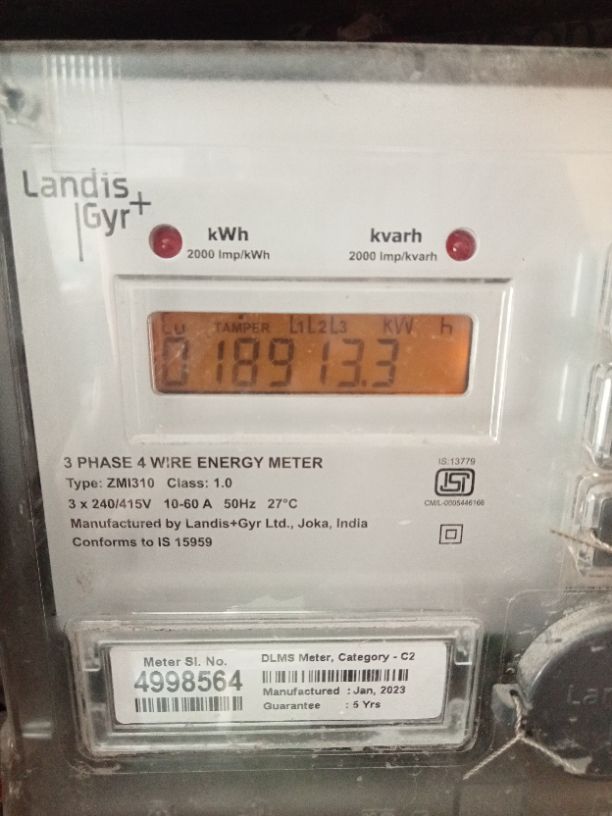 Landis
Gyr+
kWh
2000 Imp/kWh
kvarh
2000 Imp/kvarh
Cu TAMPER L1L2L3 kW h
018913.3
3 PHASE 4 WIRE ENERGY METER
Type: ZMI310 Class: 1.0
3 x 240/415V 10-60 A 50Hz 27°C
Manufactured by Landis+Gyr Ltd., Joka, India
Conforms to IS 15959
IS:13779
ISI
Meter Sl. No.
4998564
DLMS Meter, Category - C2
Manufactured : Jan, 2023
Guarantee : 5 Yrs